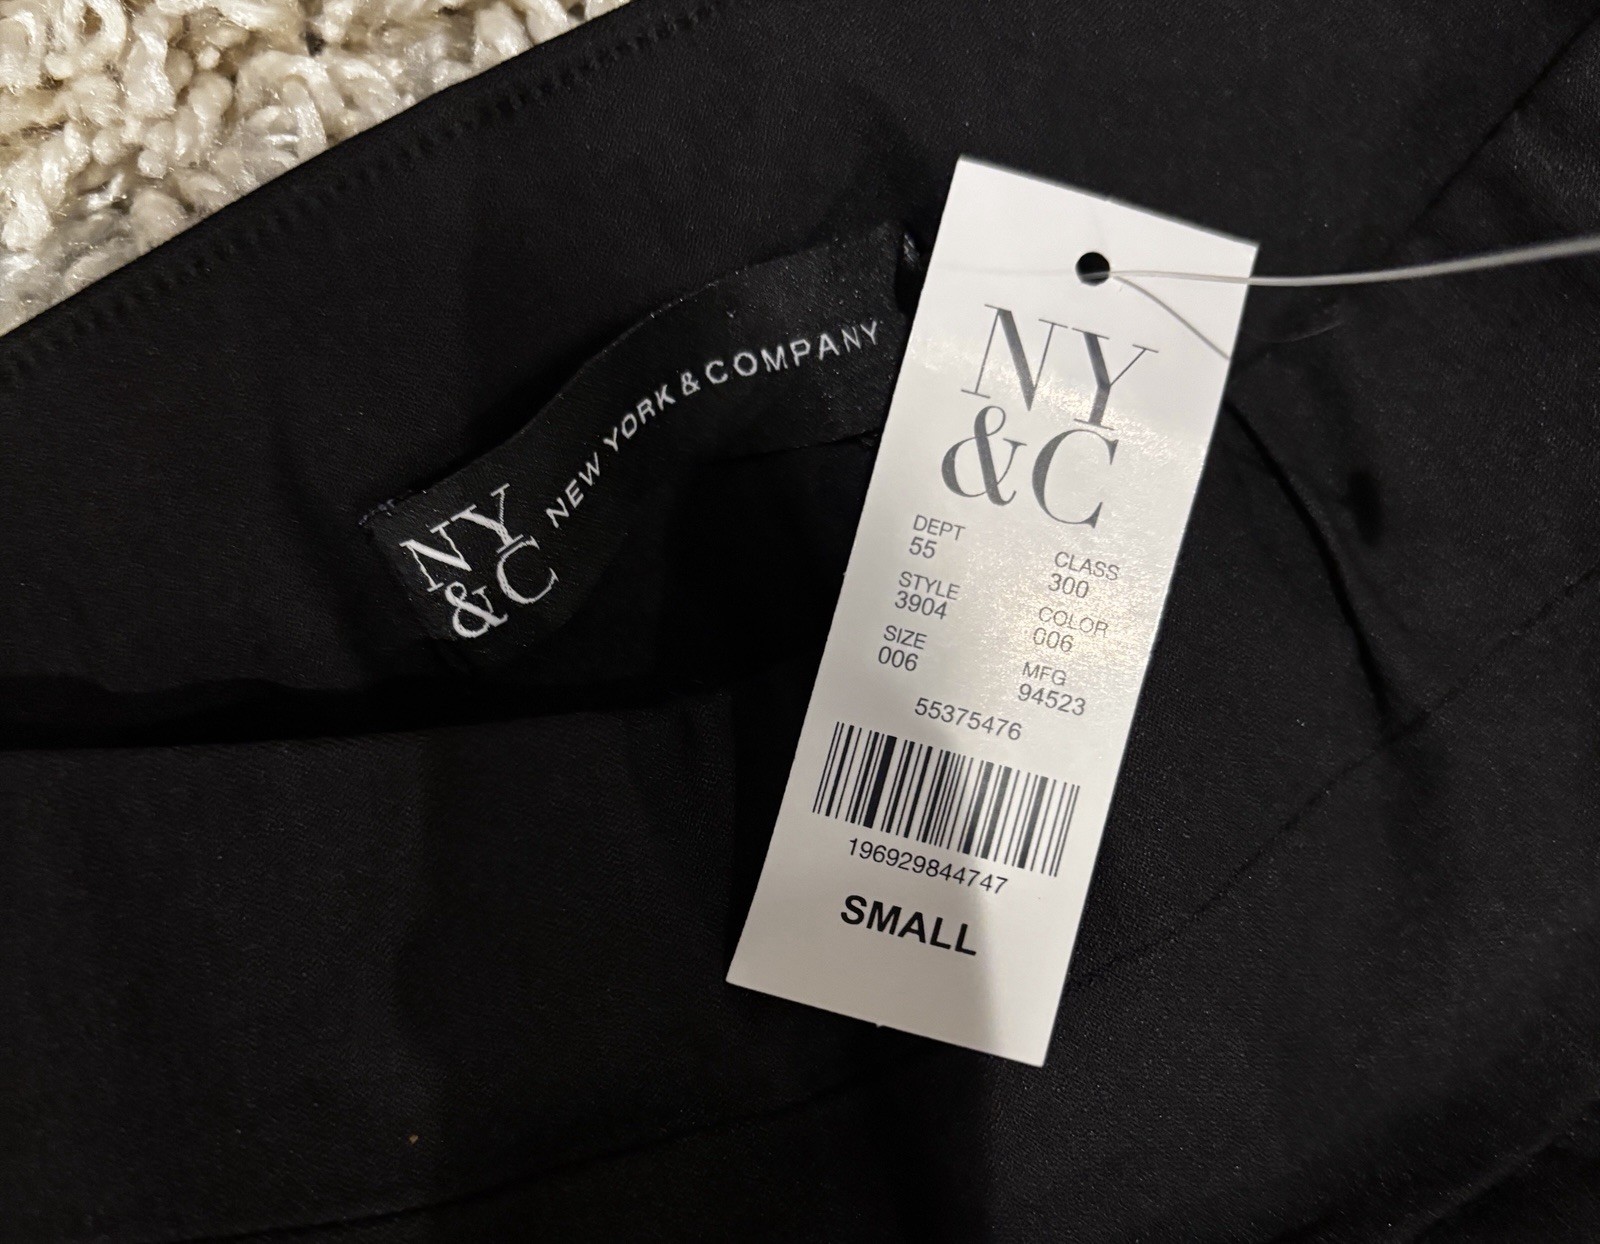 NY
&C
NEW YORK & COMPANY
NY
&C
DEPT
55
CLASS
300
STYLE
3904
COLOR
006
SIZE
006
MFG
94523
55375476
196929844747
SMALL